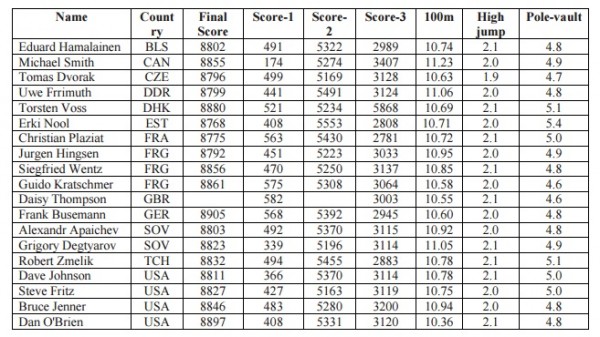 Name Count ry Final Score Score-1 Score- 2 Score-3 100m High jump Pole-vault
Eduard Hamalainen BLS 8802 491 5322 2989 10.74 2.1 4.8
Michael Smith CAN 8855 174 5274 3407 11.23 2.0 4.9
Tomas Dvorak CZE 8796 499 5169 3128 10.63 1.9 4.7
Uwe Frrimuth DDR 8799 441 5491 3124 11.06 2.0 4.8
Torsten Voss DHK 8880 521 5234 5868 10.69 2.1 5.1
Erki Nool EST 8768 408 5553 2808 10.71 2.0 5.4
Christian Plaziat FRA 8775 563 5430 2781 10.72 2.1 5.0
Jurgen Hingsen FRG 8792 451 5223 3033 10.95 2.0 4.9
Siegfried Wentz FRG 8856 470 5250 3137 10.85 2.1 4.8
Guido Kratschmer FRG 8861 575 5308 3064 10.58 2.0 4.6
Daisy Thompson GBR 582 3003 10.55 2.1 4.6
Frank Busemann GER 8905 568 5392 2945 10.60 2.0 4.8
Alexandr Apaichev SOV 8803 492 5370 3115 10.92 2.0 4.8
Grigory Degtyarov SOV 8823 339 5196 3114 11.05 2.1 4.9
Robert Zmelik TCH 8832 494 5455 2883 10.78 2.1 5.1
Dave Johnson USA 8811 366 5370 3114 10.78 2.1 5.0
Steve Fritz USA 8827 427 5163 3119 10.75 2.0 5.0
Bruce Jenner USA 8846 483 5280 3200 10.94 2.0 4.8
Dan O'Brien USA 8897 408 5331 3120 10.36 2.1 4.8